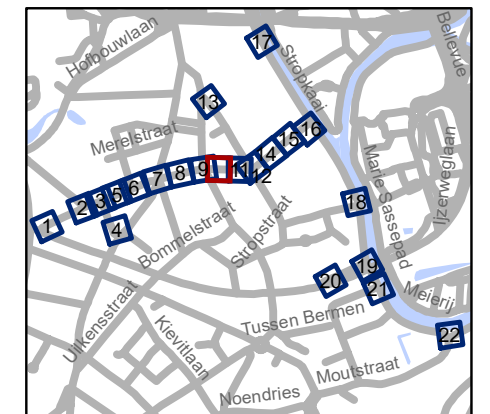 Hofbouwlaan
17
Stropkaai
Bellevue
13
Merelstraat
16
15
14
11
12
9
8
7
6
5
3
2
1
4
Marie Sassepad
Ijzerweglaan
18
Bommelstraat
Stropstraat
19
20
21
Meierij
22
Uilkensstraat
Kievitlaan
Tussen Bermen
Moutstraat
Noendries